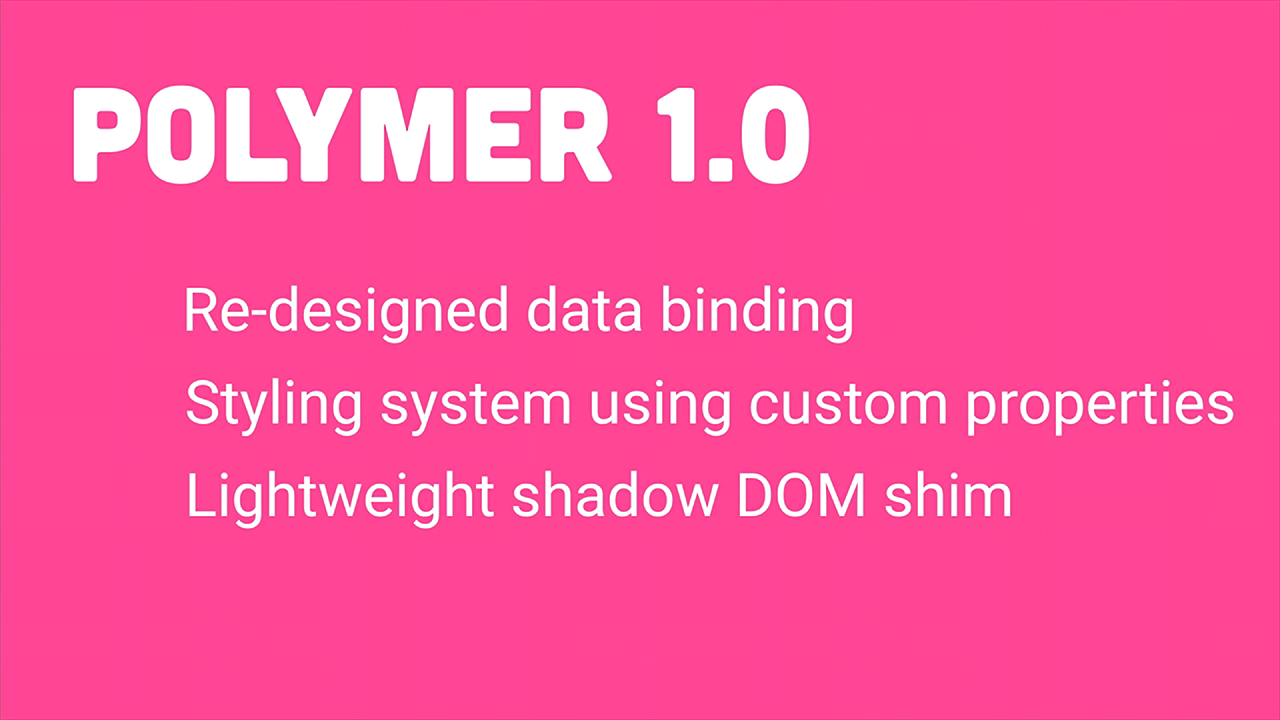 POLYMER 1.0
Re-designed data binding
Styling system using custom properties
Lightweight shadow DOM shim